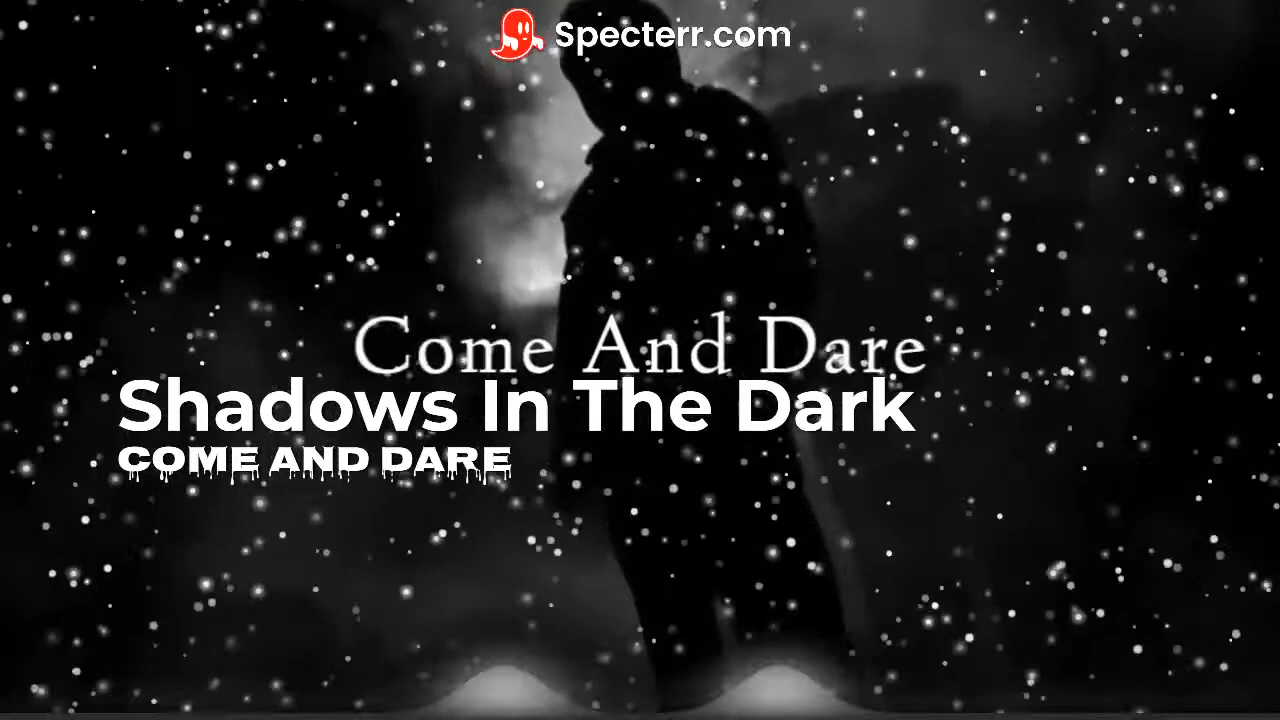 Specterr.com
Come And Dare
Shadows In The Dark
COME AND DARE